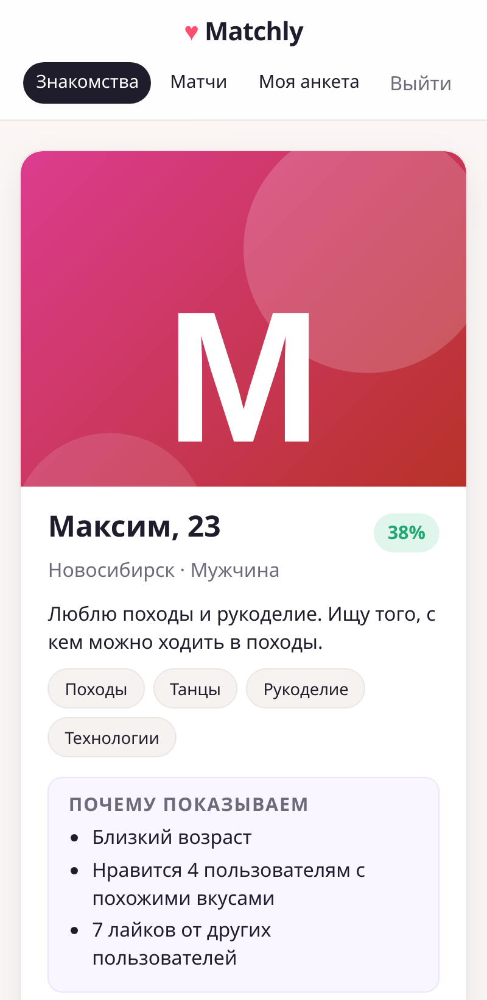 ♥ Matchly
Знакомства Матчи Моя анкета Выйти
М
Максим, 23
38%
Новосибирск · Мужчина
Люблю походы и рукоделие. Ищу того, с
кем можно ходить в походы.
Походы Танцы Рукоделие
Технологии
ПОЧЕМУ ПОКАЗЫВАЕМ
• Близкий возраст
• Нравится 4 пользователям с
похожими вкусами
• 7 лайков от других
пользователей